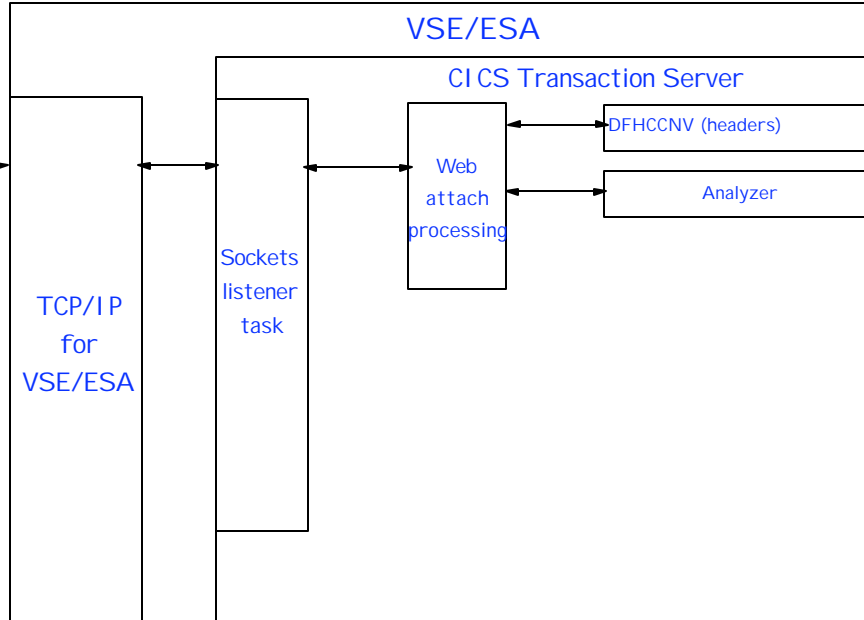 VSE/ESA
CICS Transaction Server
DFHCCNV (headers)
Web
attach
processing
Analyzer
Sockets
listener
task
TCP/IP
for
VSE/ESA